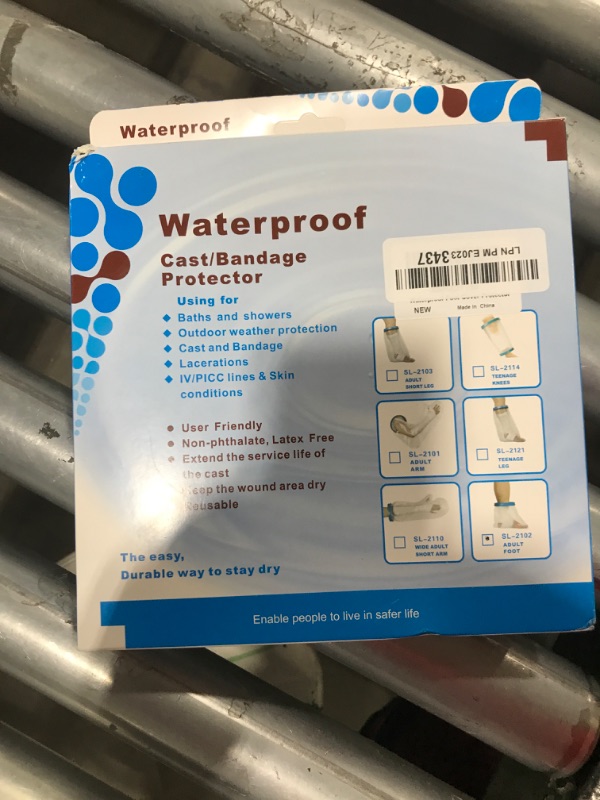 Waterproof
Waterproof
Cast/Bandage
Protector
Using for
Baths and showers
Outdoor weather protection
Cast and Bandage
Lacerations
IV/PICC lines & Skin
conditions
User Friendly
Non-phthalate, Latex Free
Extend the service life of
the cast
Keep the wound area dry
Reusable
The easy,
Durable way to stay dry
LPN PM EJ023 3437
NEW
Made in China
SL-2103
ADULT
SHORT LEG
SL-2114
TEENAGE
KNEES
SL-2101
ADULT
ARM
SL-2121
TEENAGE
LEG
SL-2110
WIDE ADULT
SHORT ARM
SL-2102
ADULT
FOOT
Enable people to live in safer life